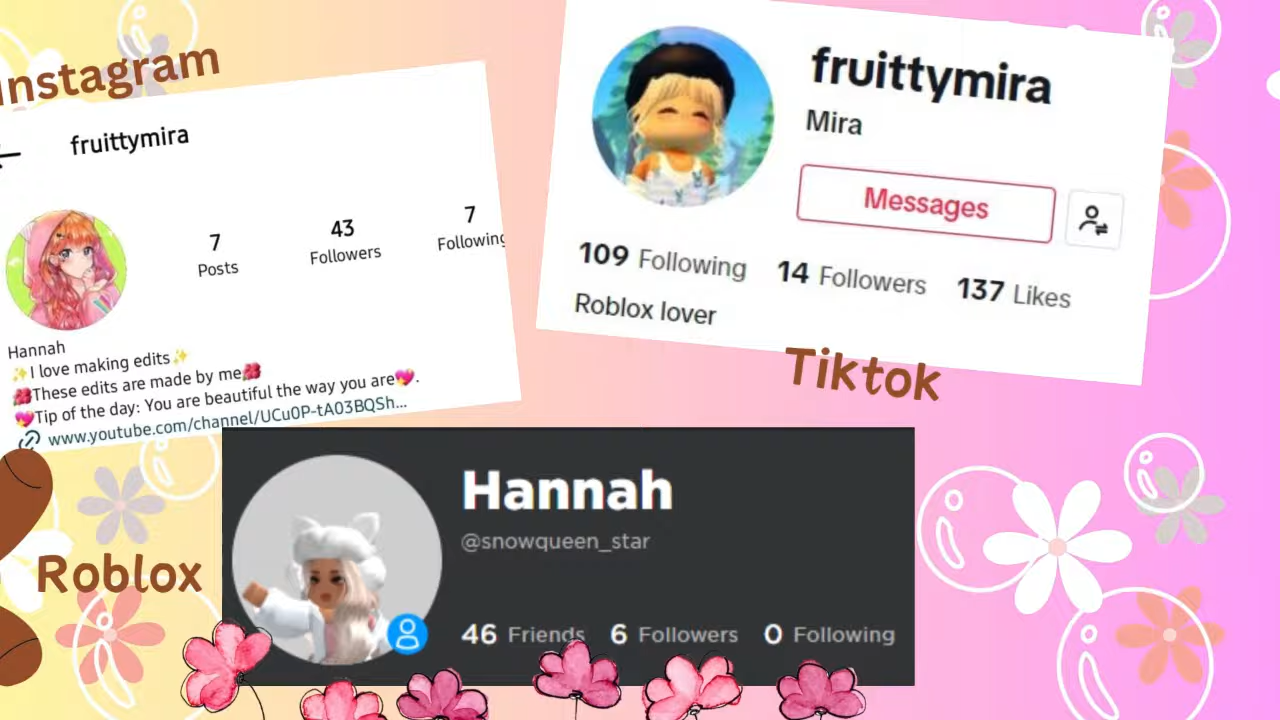 Instagram
fruittymira
7
Posts
43
Followers
7
Following
Hannah
✨I love making edits✨
🌺These edits are made by me🌺
💖Tip of the day: You are beautiful the way you are💖.
www.youtube.com/channel/UCu0P-tA03BQSh...
fruittymira
Mira
Messages
109 Following 14 Followers 137 Likes
Roblox lover
Tiktok
Roblox
Hannah
@snowqueen_star
46 Friends 6 Followers 0 Following